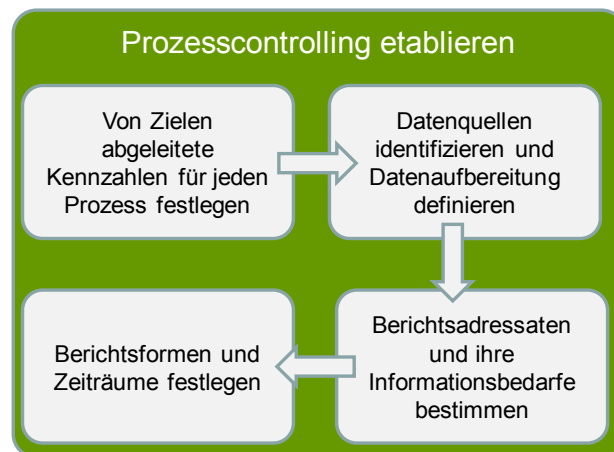 Prozesscontrolling etablieren
Von Zielen
abgeleitete
Kennzahlen für jeden
Prozess festlegen
Datenquellen
identifizieren und
Datenaufbereitung
definieren
Berichtsadressaten
und ihre
Informationsbedarfe
bestimmen
Berichtsformen und
Zeiträume festlegen